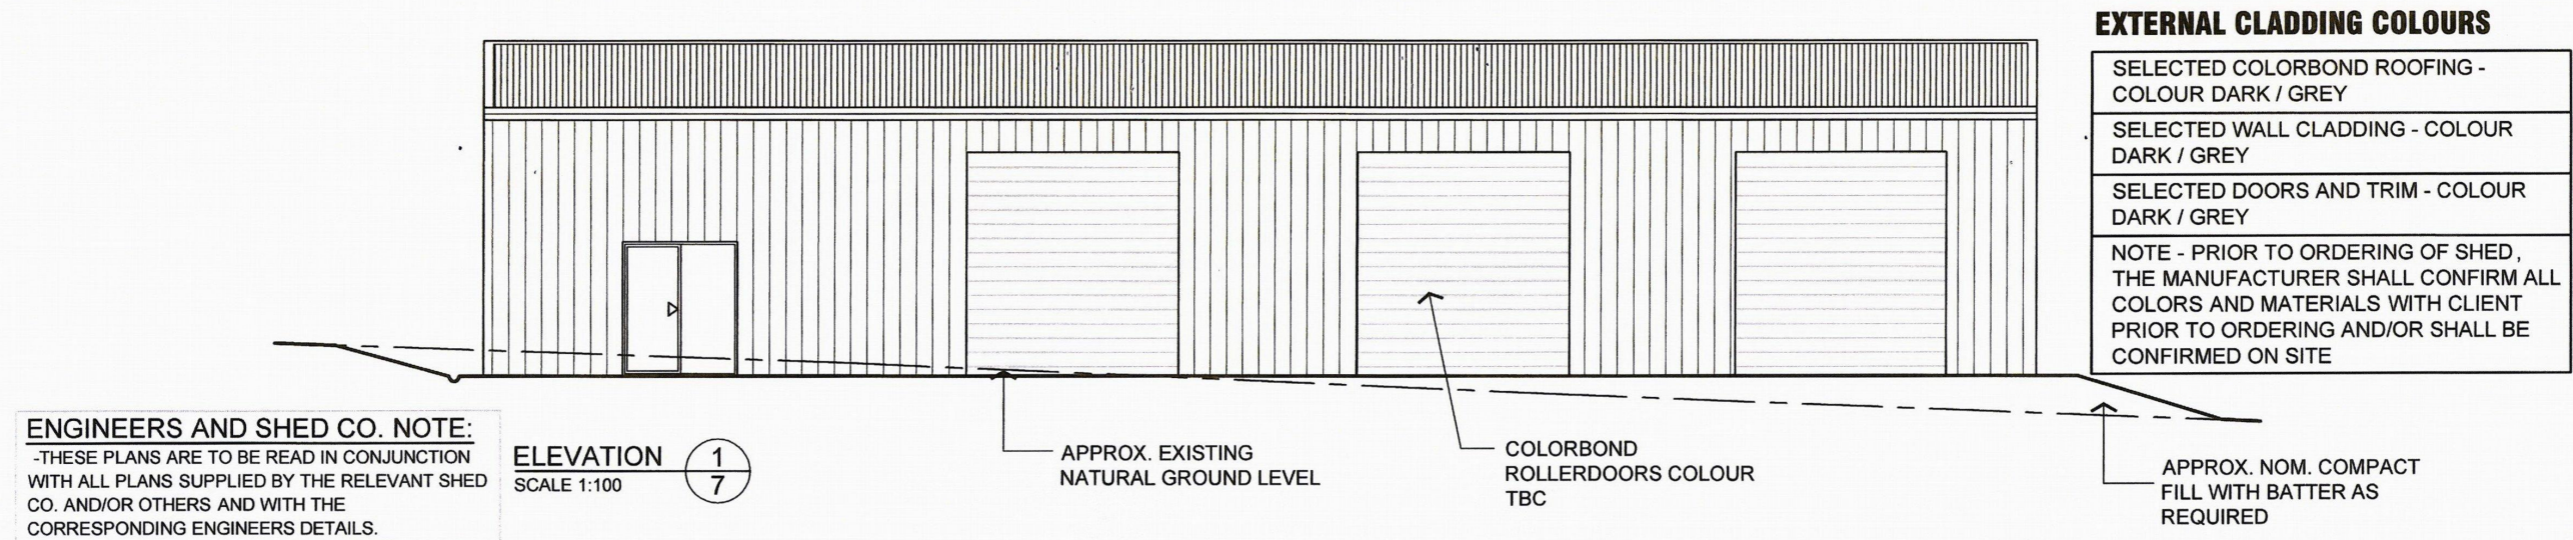 EXTERNAL CLADDING COLOURS
SELECTED COLORBOND ROOFING -
COLOUR DARK / GREY
SELECTED WALL CLADDING - COLOUR
DARK / GREY
SELECTED DOORS AND TRIM - COLOUR
DARK / GREY
NOTE - PRIOR TO ORDERING OF SHED,
THE MANUFACTURER SHALL CONFIRM ALL
COLORS AND MATERIALS WITH CLIENT
PRIOR TO ORDERING AND/OR SHALL BE
CONFIRMED ON SITE
ENGINEERS AND SHED CO. NOTE:
-THESE PLANS ARE TO BE READ IN CONJUNCTION
WITH ALL PLANS SUPPLIED BY THE RELEVANT SHED
CO. AND/OR OTHERS AND WITH THE
CORRESPONDING ENGINEERS DETAILS.
ELEVATION
SCALE 1:100
1
7
APPROX. EXISTING
NATURAL GROUND LEVEL
COLORBOND
ROLLERDOORS COLOUR
TBC
APPROX. NOM. COMPACT
FILL WITH BATTER AS
REQUIRED